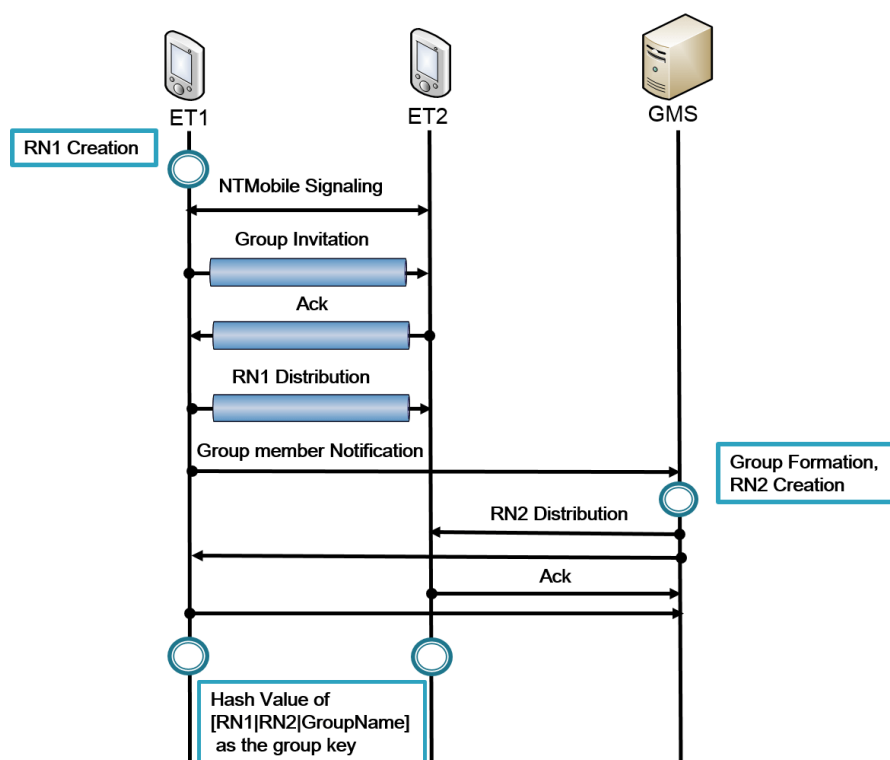 ET1
ET2
GMS
RN1 Creation
NTMobile Signaling
Group Invitation
Ack
RN1 Distribution
Group member Notification
Group Formation,
RN2 Creation
RN2 Distribution
Ack
Hash Value of
[RN1|RN2|GroupName]
as the group key